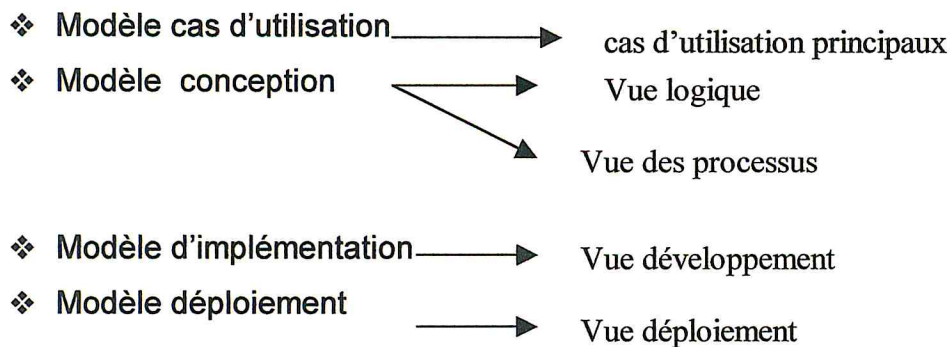 ❖ Modèle cas d'utilisation
cas d'utilisation principaux
❖ Modèle conception
Vue logique
Vue des processus
❖ Modèle d'implémentation
Vue développement
❖ Modèle déploiement
Vue déploiement